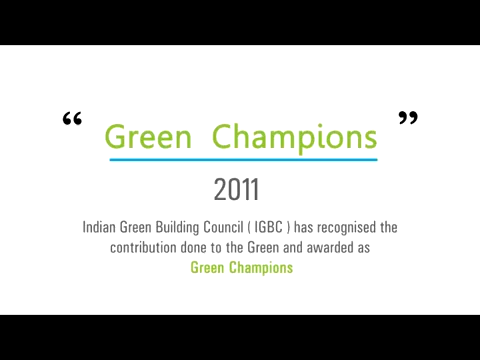 “ Green Champions ”
2011
Indian Green Building Council ( IGBC ) has recognised the
contribution done to the Green and awarded as
Green Champions